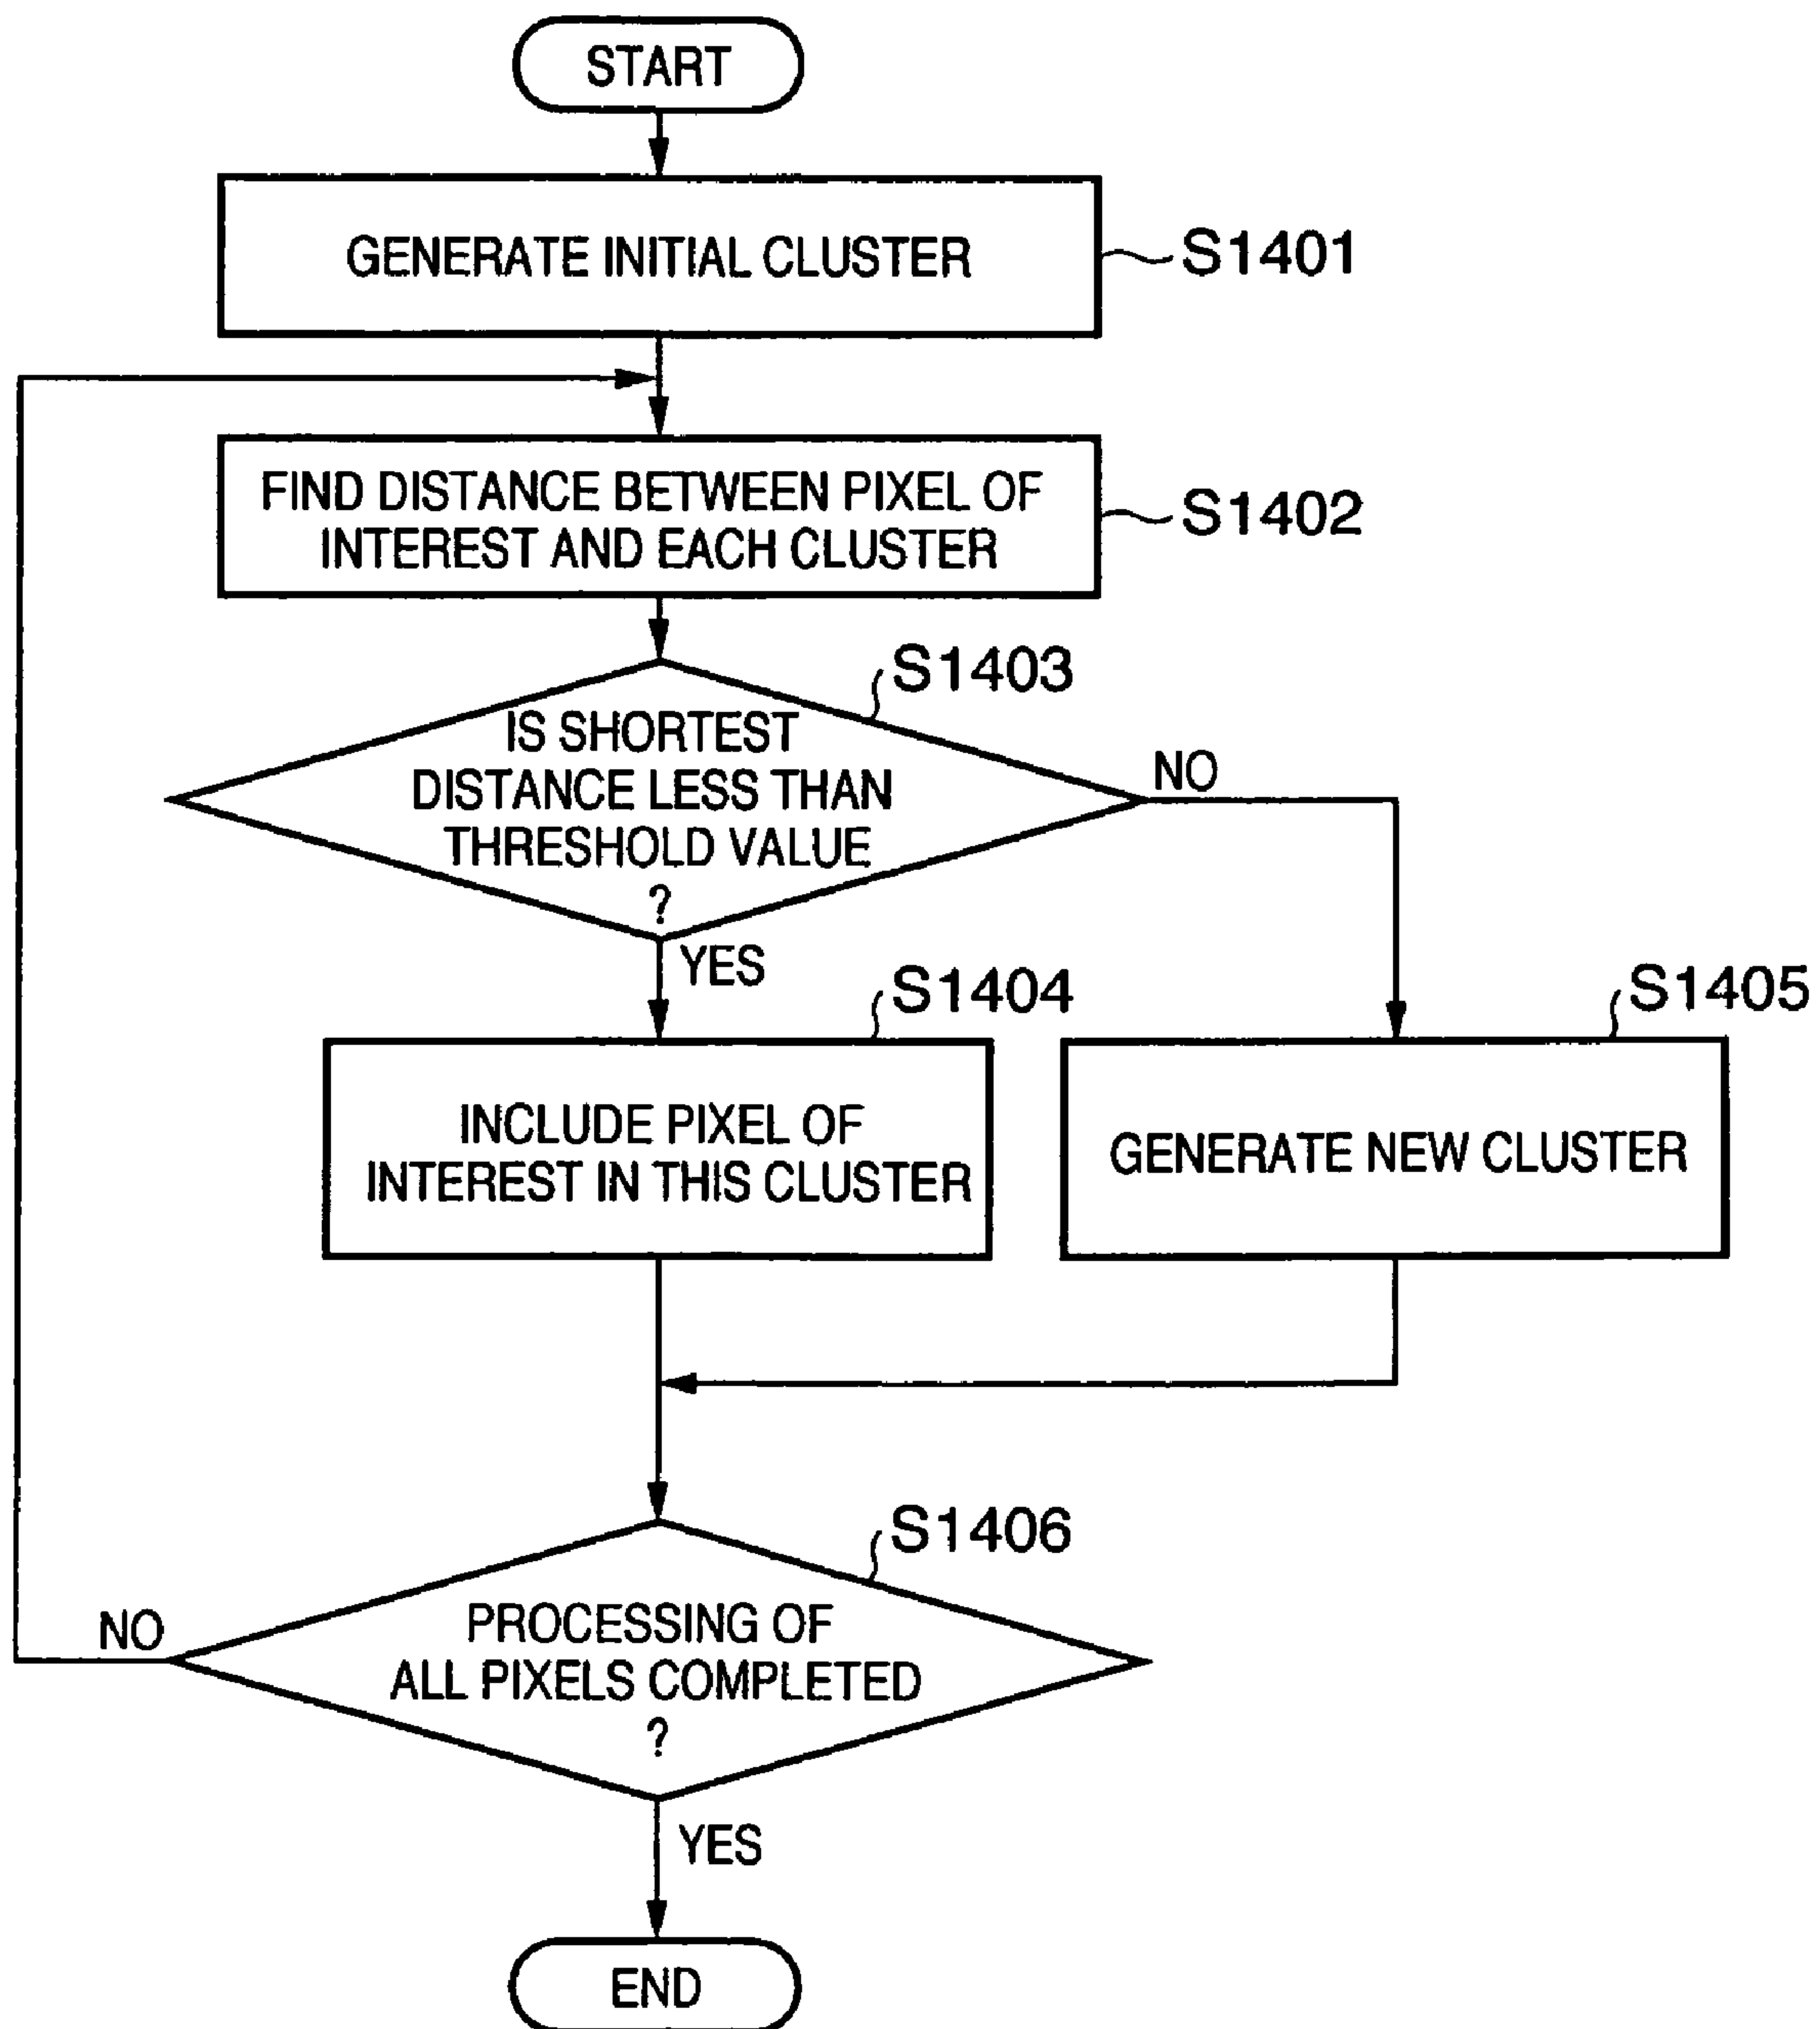 START
GENERATE INITIAL CLUSTER
S1401
FIND DISTANCE BETWEEN PIXEL OF
INTEREST AND EACH CLUSTER
S1402
S1403
IS SHORTEST
DISTANCE LESS THAN
THRESHOLD VALUE
?
NO
YES
S1404
INCLUDE PIXEL OF
INTEREST IN THIS CLUSTER
S1405
GENERATE NEW CLUSTER
S1406
PROCESSING OF
ALL PIXELS COMPLETED
?
NO
YES
END